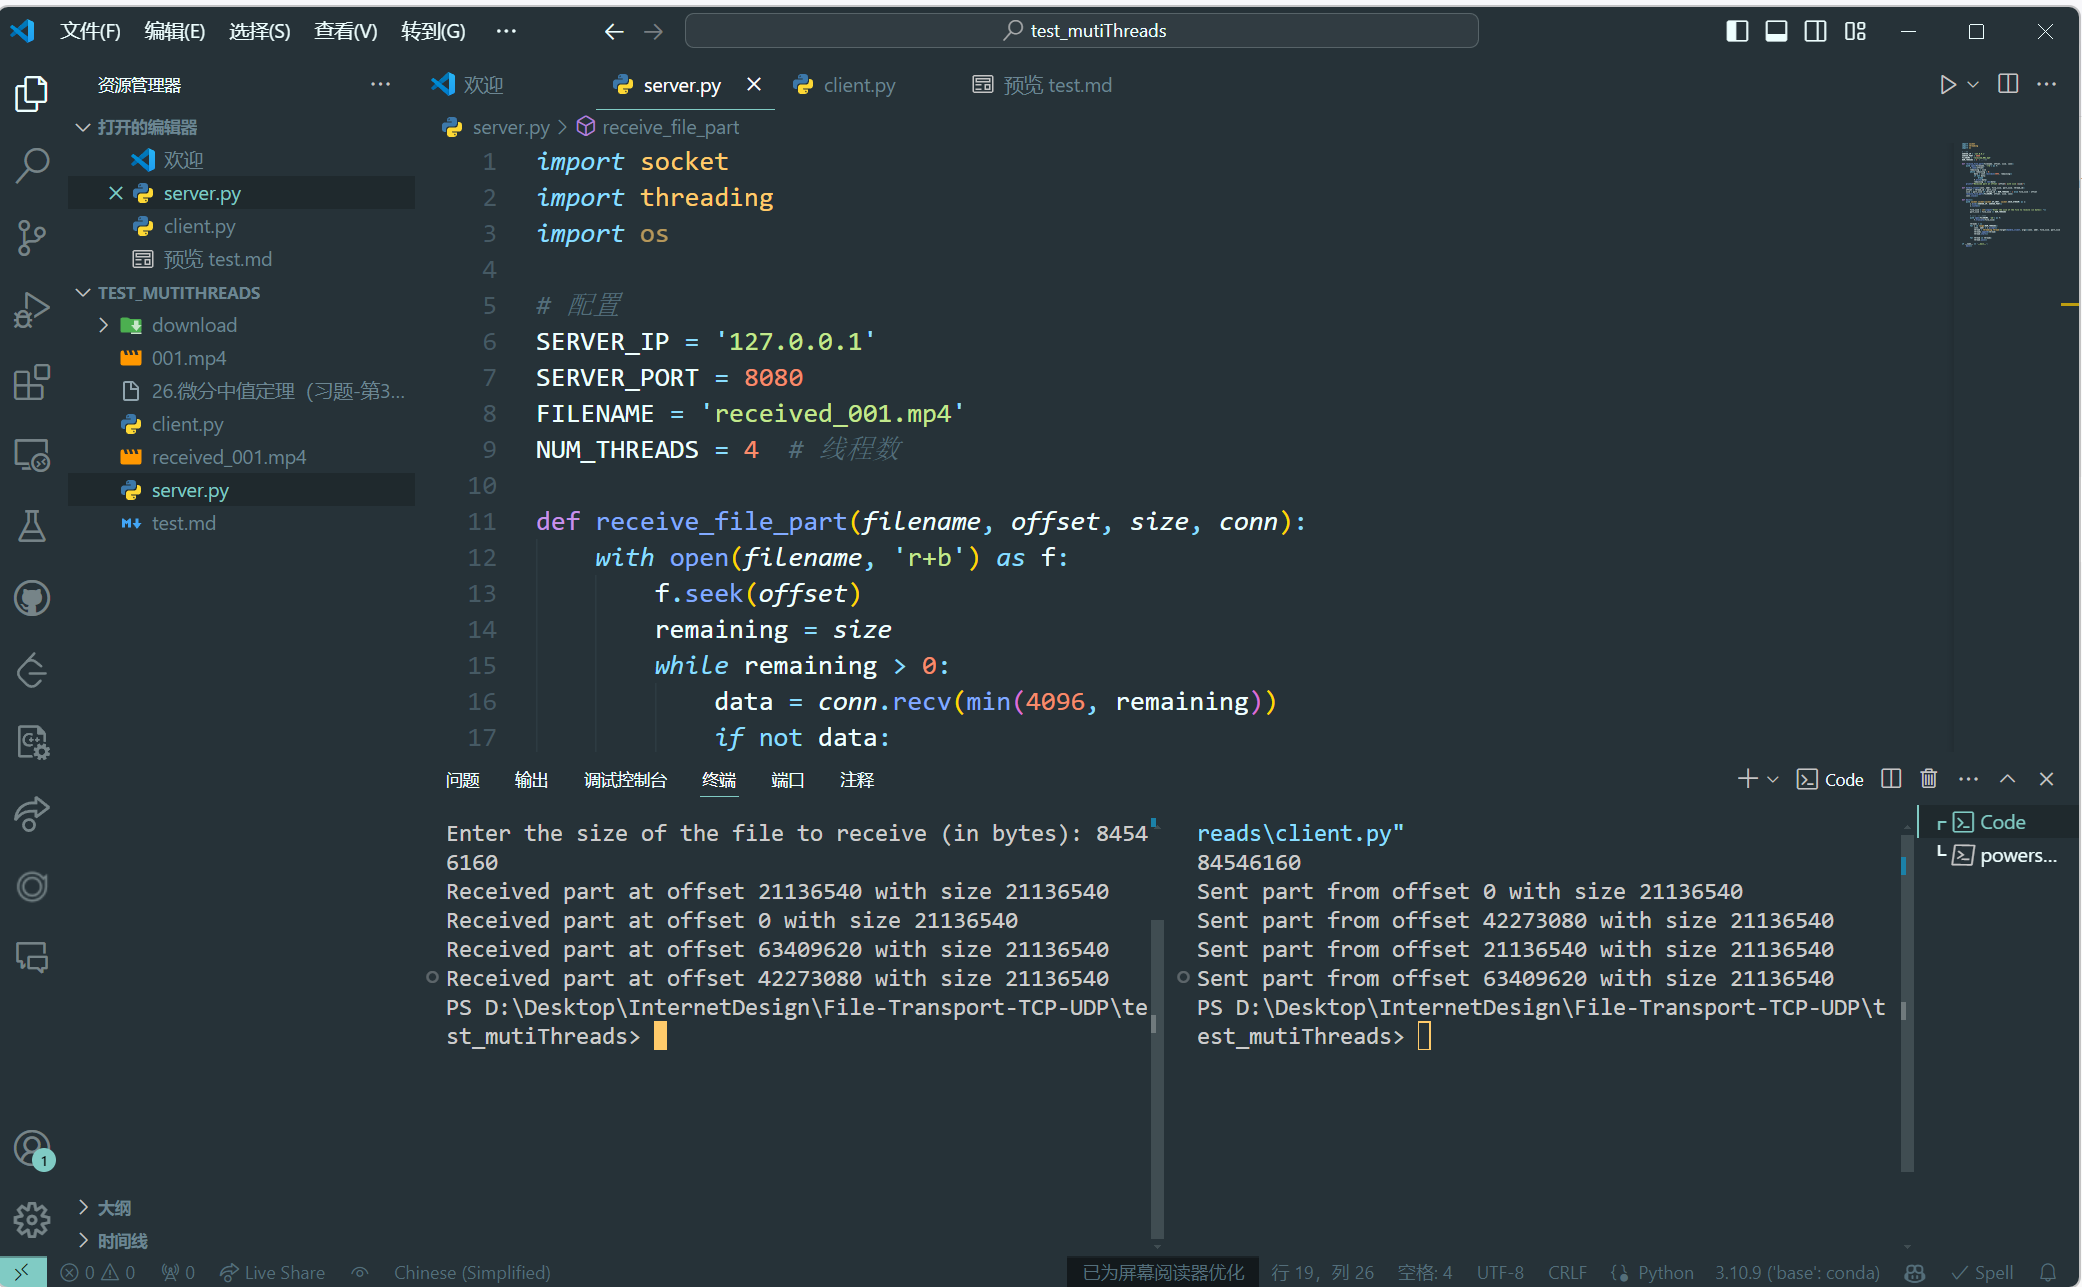 文件(F) 编辑(E) 选择(S) 查看(V) 转到(G) ··· test_mutiThreads
资源管理器 ···
欢迎 server.py client.py 预览 test.md
打开的编辑器
欢迎
server.py
client.py
预览 test.md
TEST_MUTITHREADS
download
001.mp4
26.微分中值定理（习题-第3...
client.py
received_001.mp4
server.py
test.md
大纲
时间线
server.py > receive_file_part
1 import socket
2 import threading
3 import os
4
5 # 配置
6 SERVER_IP = '127.0.0.1'
7 SERVER_PORT = 8080
8 FILENAME = 'received_001.mp4'
9 NUM_THREADS = 4  # 线程数
10
11 def receive_file_part(filename, offset, size, conn):
12     with open(filename, 'r+b') as f:
13         f.seek(offset)
14         remaining = size
15         while remaining > 0:
16             data = conn.recv(min(4096, remaining))
17             if not data:
问题 输出 调试控制台 终端 端口 注释 Code
Enter the size of the file to receive (in bytes): 8454
6160
Received part at offset 21136540 with size 21136540
Received part at offset 0 with size 21136540
Received part at offset 63409620 with size 21136540
Received part at offset 42273080 with size 21136540
PS D:\Desktop\InternetDesign\File-Transport-TCP-UDP\te
st_mutiThreads>
reads\client.py"
84546160
Sent part from offset 0 with size 21136540
Sent part from offset 42273080 with size 21136540
Sent part from offset 21136540 with size 21136540
Sent part from offset 63409620 with size 21136540
PS D:\Desktop\InternetDesign\File-Transport-TCP-UDP\t
est_mutiThreads>
Code
powers...
1
0 0 0 Live Share Chinese (Simplified) 已为屏幕阅读器优化 行 19，列 26 空格: 4 UTF-8 CRLF Python 3.10.9 ('base': conda) Spell